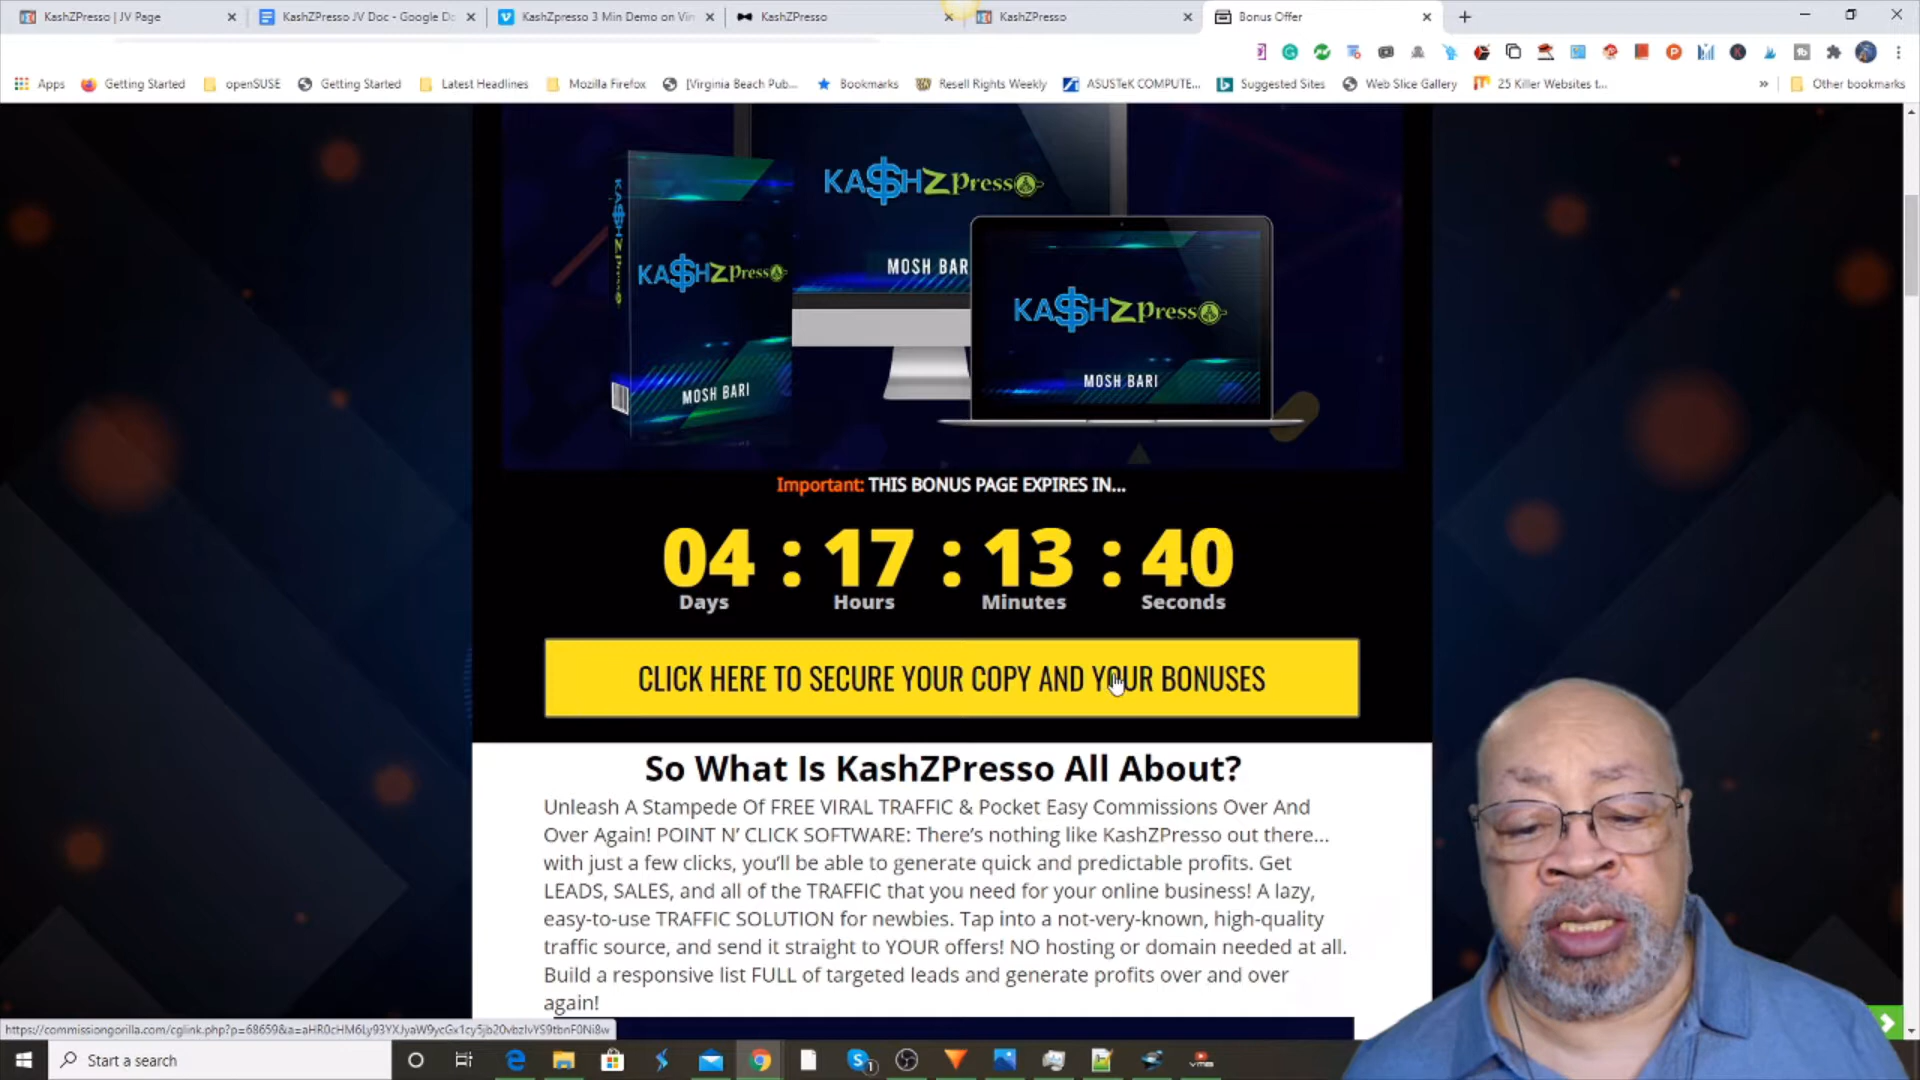 KashZPresso | JV Page
KashZPresso JV Doc - Google Do
KashZpresso 3 Min Demo on Vim
KashZPresso
KashZPresso
Bonus Offer
Apps
Getting Started
openSUSE
Getting Started
Latest Headlines
Mozilla Firefox
[Virginia Beach Pub...
Bookmarks
Resell Rights Weekly
ASUSTeK COMPUTE...
Suggested Sites
Web Slice Gallery
25 Killer Websites t...
»
Other bookmarks
KA$HZPresso
MOSH BAR
KA$HZPresso
KA$HZPresso
MOSH BARI
KA$HZPresso
MOSH BARI
Important: THIS BONUS PAGE EXPIRES IN...
04 : 17 : 13 : 40
Days Hours Minutes Seconds
CLICK HERE TO SECURE YOUR COPY AND YOUR BONUSES
So What Is KashZPresso All About?
Unleash A Stampede Of FREE VIRAL TRAFFIC & Pocket Easy Commissions Over And
Over Again! POINT N’ CLICK SOFTWARE: There’s nothing like KashZPresso out there...
with just a few clicks, you’ll be able to generate quick and predictable profits. Get
LEADS, SALES, and all of the TRAFFIC that you need for your online business! A lazy,
easy-to-use TRAFFIC SOLUTION for newbies. Tap into a not-very-known, high-quality
traffic source, and send it straight to YOUR offers! NO hosting or domain needed at all.
Build a responsive list FULL of targeted leads and generate profits over and over
again!
Start a search